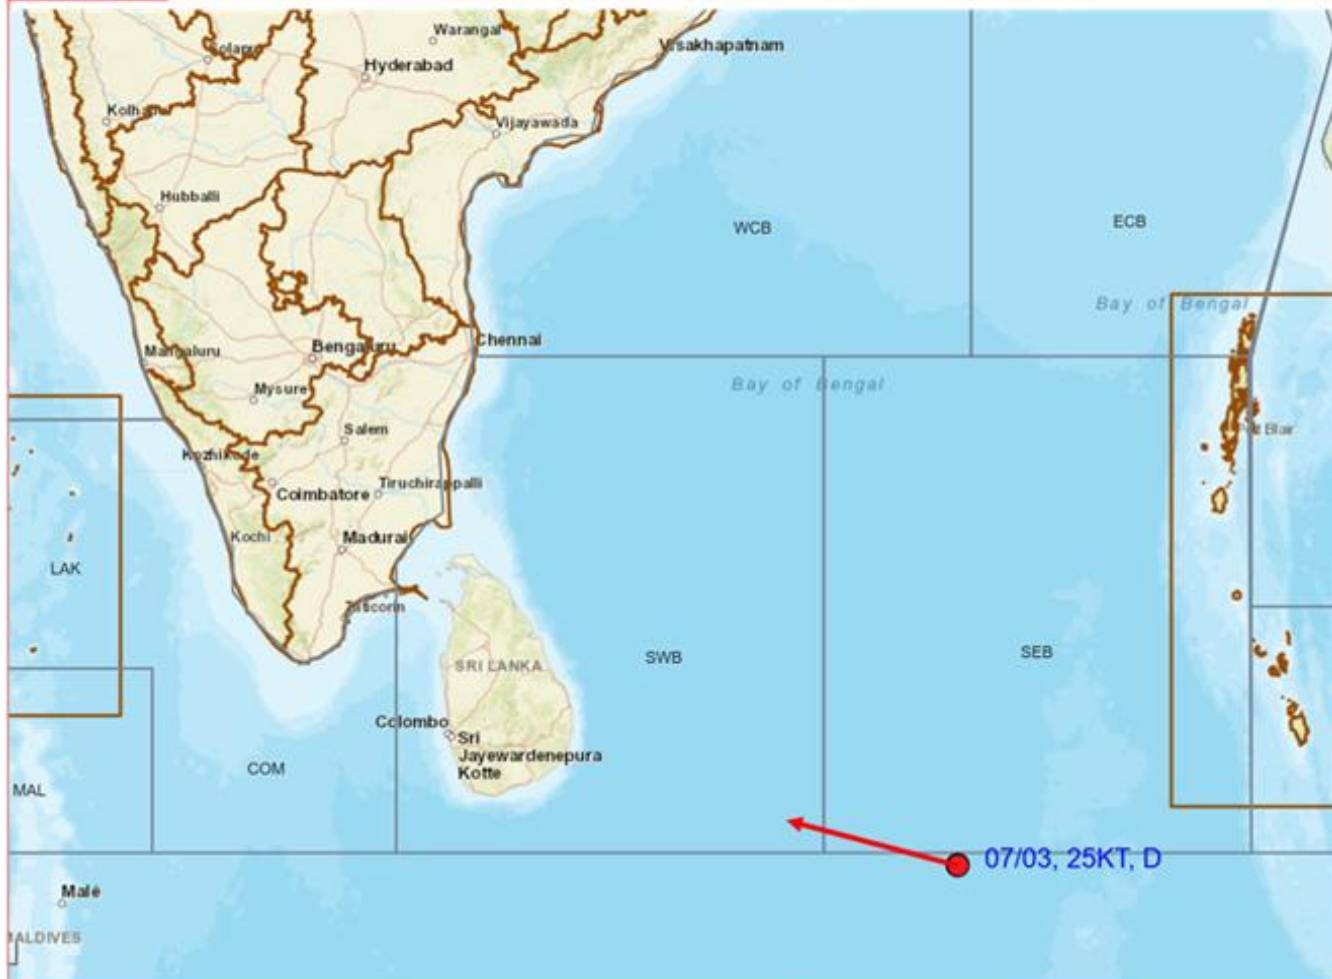 Warangal
Visakhapatnam
Solapur
Hyderabad
Kolhapur
Vijayawada
Hubballi
ECB
WCB
Bay of Bengal
Chennai
Bengaluru
Mangaluru
Bay of Bengal
Mysure
Salem
Port Blair
Kozhikode
Tiruchirappalli
Coimbatore
Kochi
Madurai
LAK
Tuticorin
SEB
SWB
SRI LANKA
Colombo
Sri
Jayewardenepura
Kotte
COM
MAL
07/03, 25KT, D
Malé
MALDIVES